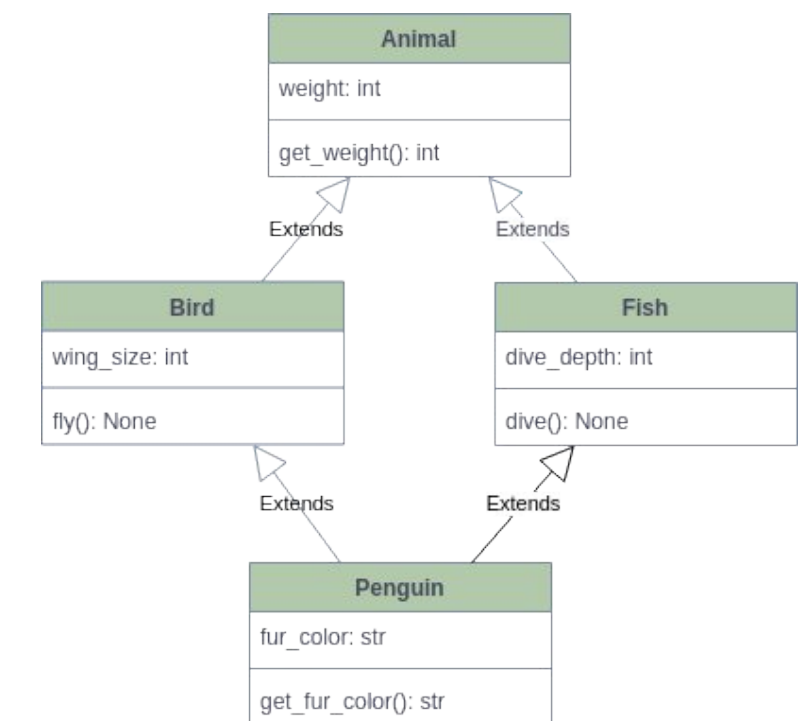 Animal
weight: int
get_weight(): int
Extends
Extends
Bird
wing_size: int
fly(): None
Fish
dive_depth: int
dive(): None
Extends
Extends
Penguin
fur_color: str
get_fur_color(): str